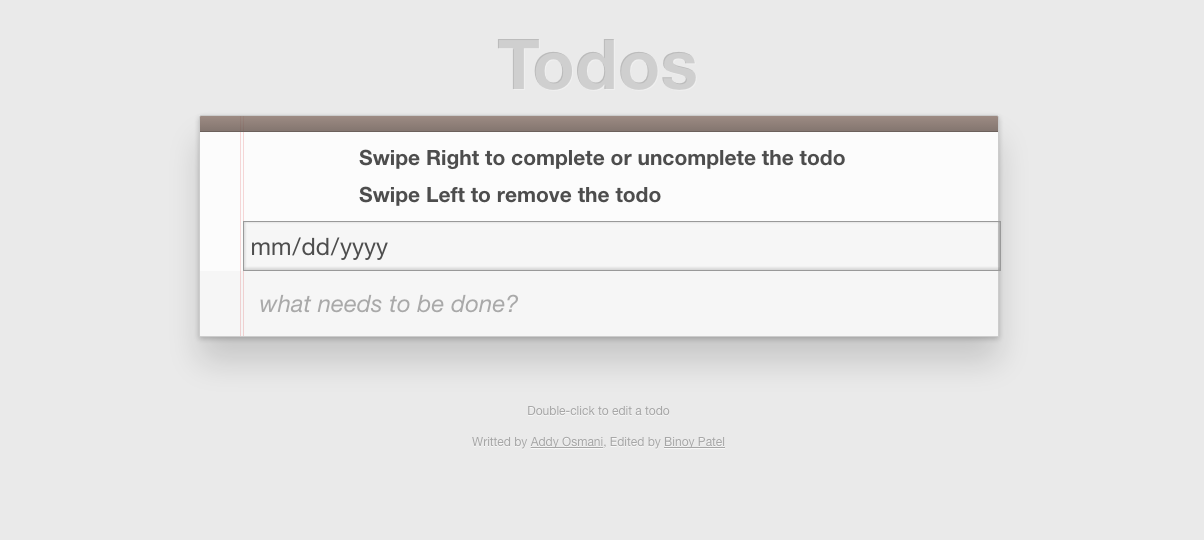 Todos
Swipe Right to complete or uncomplete the todo
Swipe Left to remove the todo
mm/dd/yyyy
what needs to be done?
Double-click to edit a todo
Writted by Addy Osmani, Edited by Binoy Patel